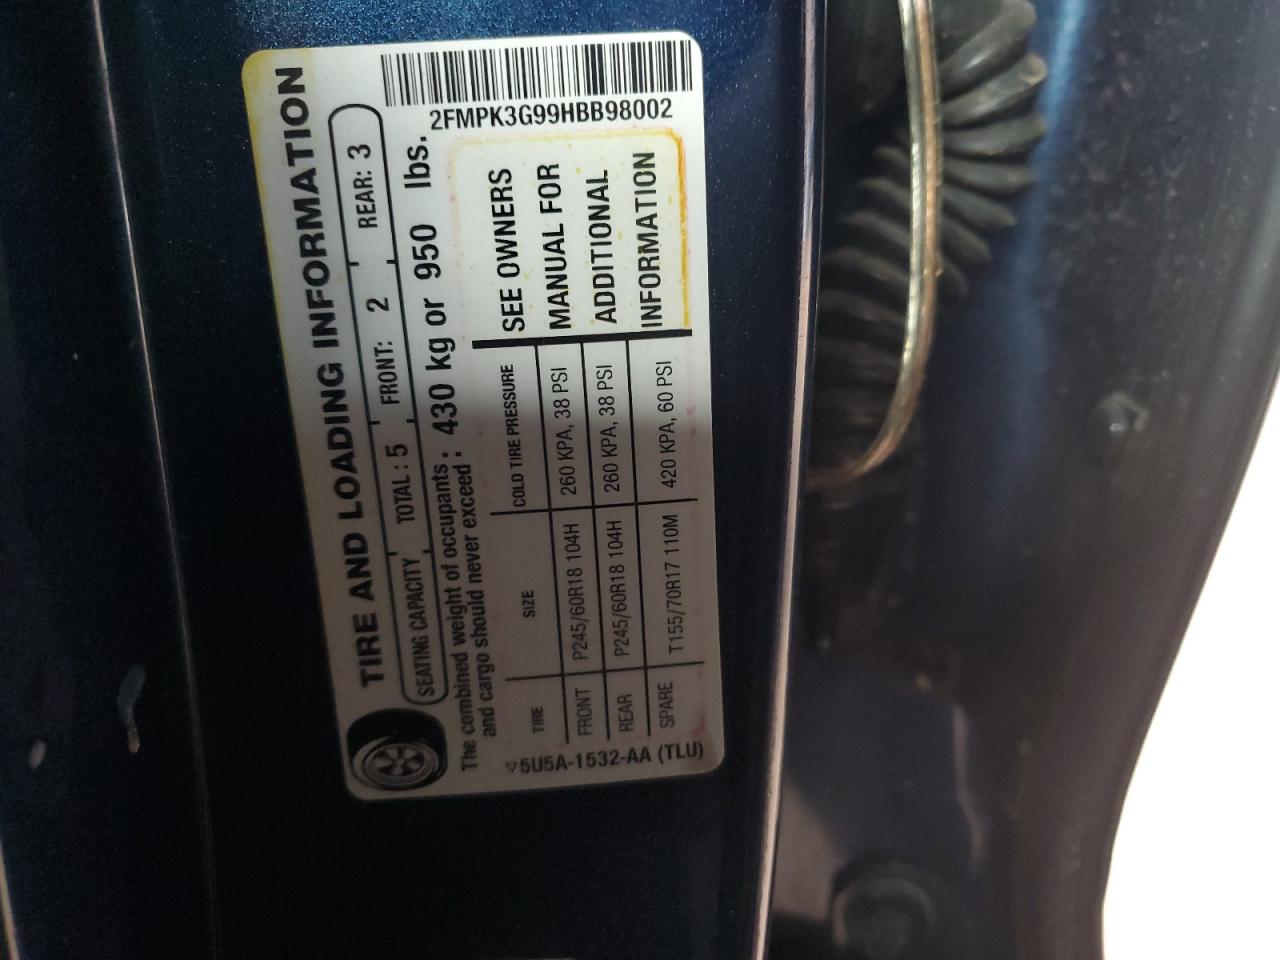 TIRE AND LOADING INFORMATION
SEATING CAPACITY TOTAL: 5 FRONT: 2 REAR: 3
The combined weight of occupants and cargo should never exceed: 430 kg or 950 lbs.
TIRE SIZE COLD TIRE PRESSURE
FRONT P245/60R18 104H 260 KPA, 38 PSI
REAR P245/60R18 104H 260 KPA, 38 PSI
SPARE T155/70R17 110M 420 KPA, 60 PSI
SEE OWNERS
MANUAL FOR
ADDITIONAL
INFORMATION
5U5A-1532-AA (TLU)
2FMPK3G99HBB98002